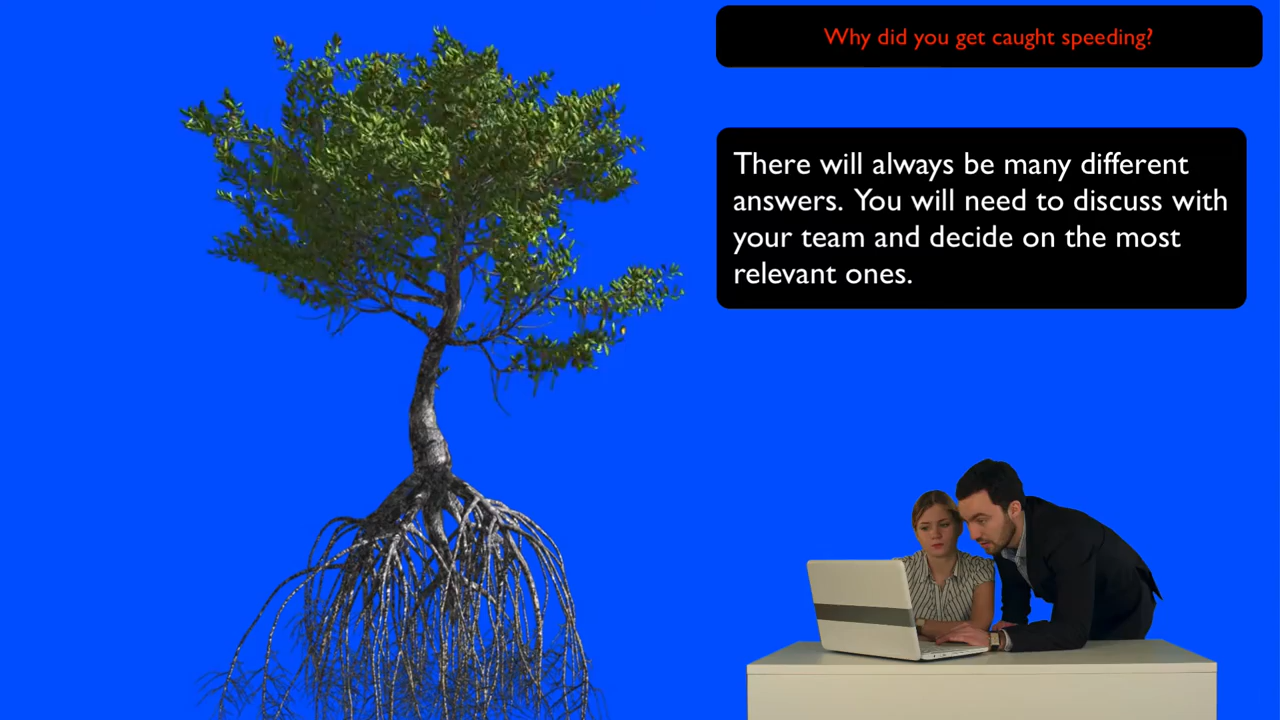 Why did you get caught speeding?
There will always be many different
answers. You will need to discuss with
your team and decide on the most
relevant ones.